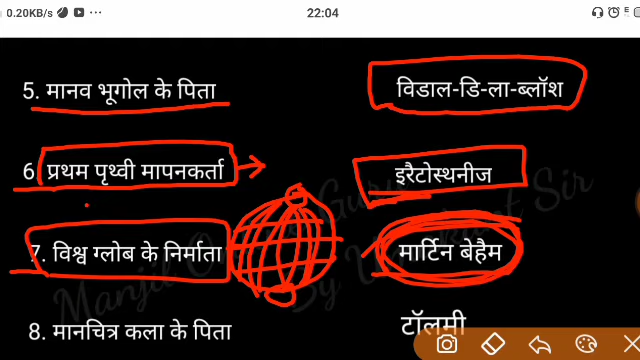 0.20KB/s ... 22:04
5. मानव भूगोल के पिता विडाल-डि-ला-ब्लॉश
6. प्रथम पृथ्वी मापनकर्ता इरैटोस्थनीज
7. विश्व ग्लोब के निर्माता मार्टिन बेहैम
8. मानचित्र कला के पिता टॉलमी